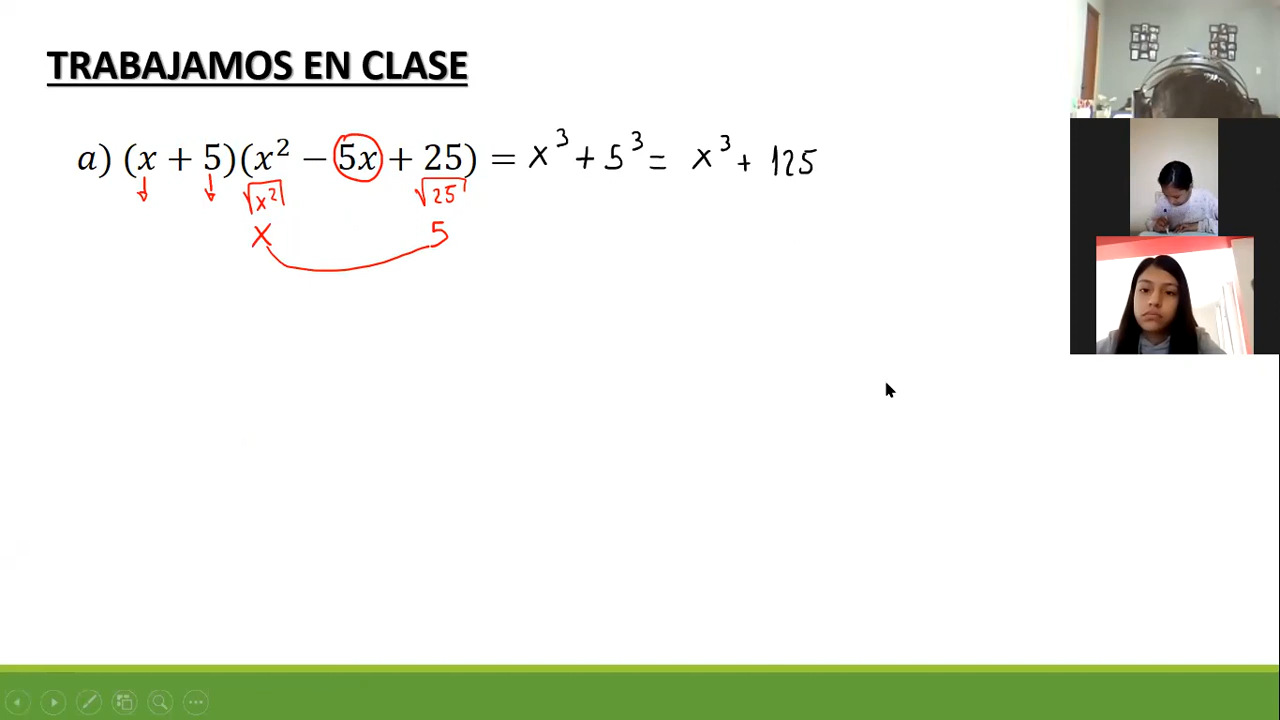 TRABAJAMOS EN CLASE
a) (x + 5)(x² − 5x + 25) = x³ + 5³ = x³ + 125
√x² √25
x 5